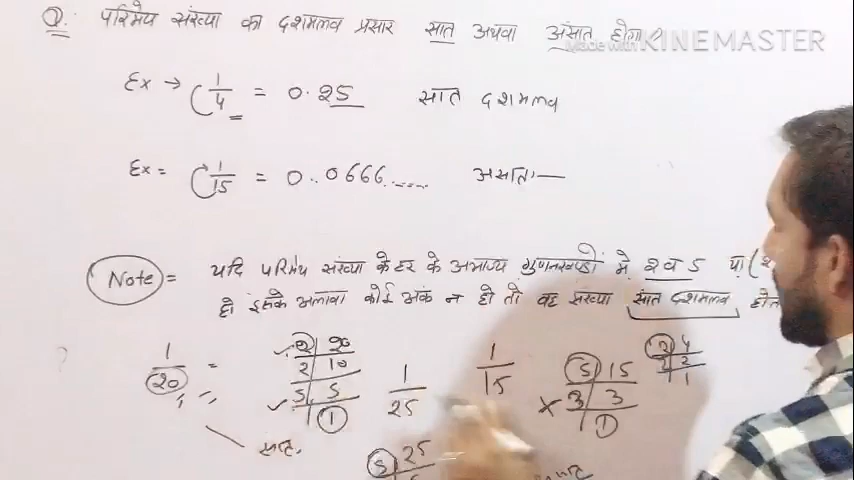 Q. परिमेय संख्या का दशमलव प्रसार सांत अथवा असांत होगा?
Made with KINEMASTER
Ex → 1/4 = 0.25 सांत दशमलव
Ex = 1/15 = 0.0666..... असांत
Note = यदि परिमेय संख्या के हर के अभाज्य गुणनखण्डों में 2 व 5 या (2
हो इसके अलावा कोई अंक न हो तो वह संख्या सांत दशमलव
1/20 =
2 | 20
2 | 10
5 | 5
1
1/25
1/15
5 | 15
3 | 3
1
2 | 4
2 | 2
1
सांत
5 | 25